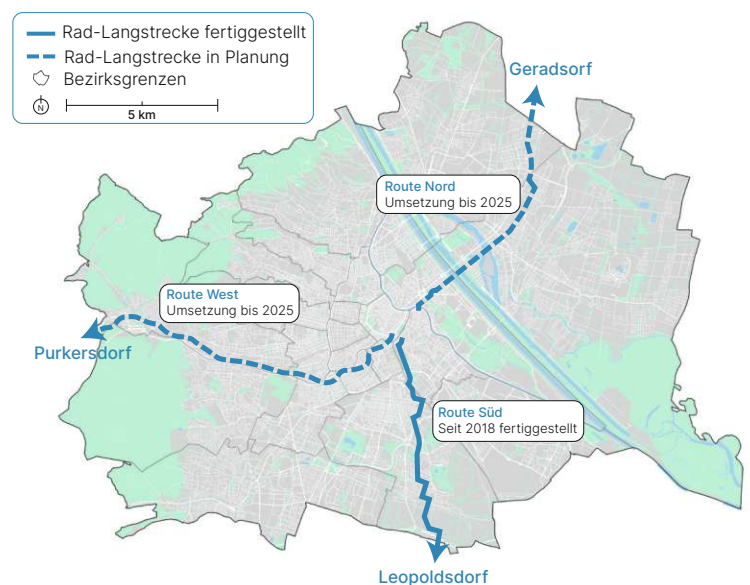 Rad-Langstrecke fertiggestellt
Rad-Langstrecke in Planung
Bezirksgrenzen
N
5 km
Geradsorf
Route Nord
Umsetzung bis 2025
Route West
Umsetzung bis 2025
Purkersdorf
Route Süd
Seit 2018 fertiggestellt
Leopoldsdorf